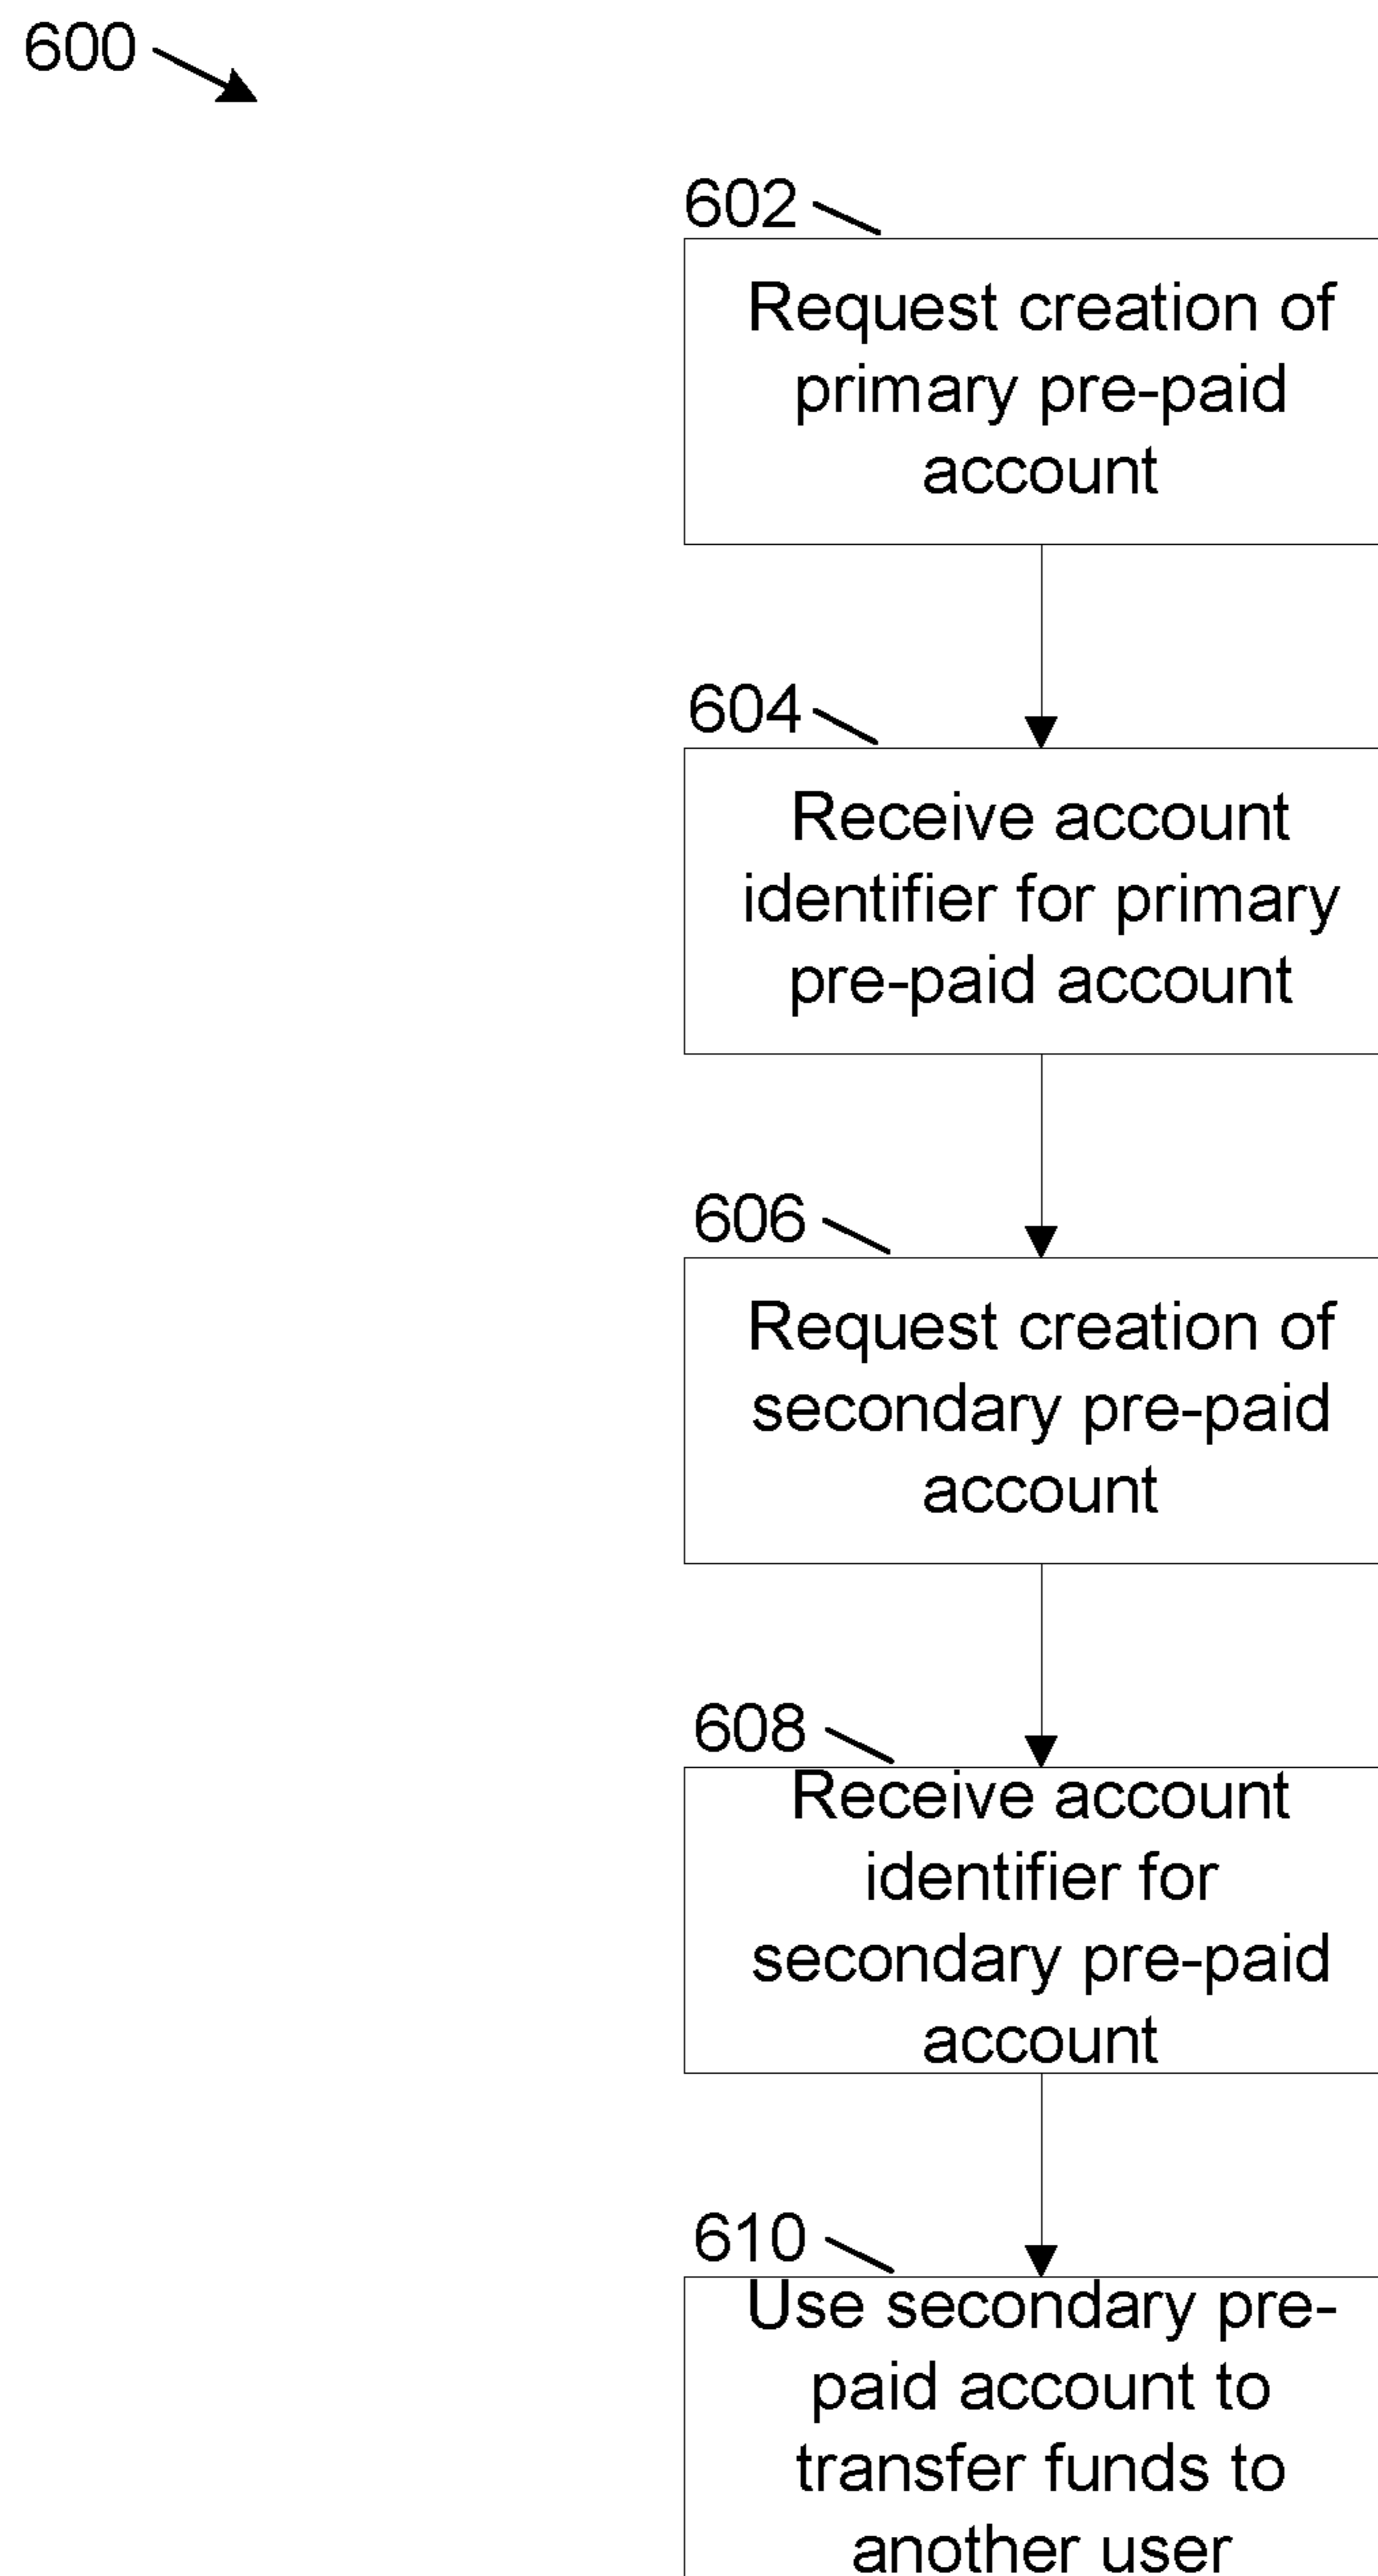 600
602
Request creation of
primary pre-paid
account
604
Receive account
identifier for primary
pre-paid account
606
Request creation of
secondary pre-paid
account
608
Receive account
identifier for
secondary pre-paid
account
610
Use secondary pre-
paid account to
transfer funds to
another user